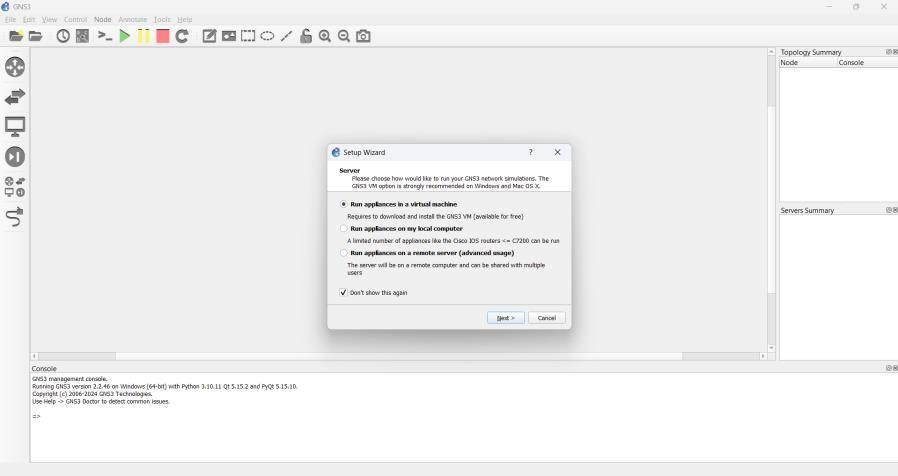 GNS3
File Edit View Control Node Annotate Tools Help
Topology Summary
Node Console
Setup Wizard
Server
Please choose how would like to run your GNS3 network simulations. The
GNS3 VM option is strongly recommended on Windows and Mac OS X.
Run appliances in a virtual machine
Requires to download and install the GNS3 VM (available for free)
Run appliances on my local computer
A limited number of appliances like the Cisco IOS routers <= C7200 can be run
Run appliances on a remote server (advanced usage)
The server will be on a remote computer and can be shared with multiple
users
Don't show this again
Next > Cancel
Servers Summary
Console
GNS3 management console.
Running GNS3 version 2.2.46 on Windows (64-bit) with Python 3.10.11 Qt 5.15.2 and PyQt 5.15.10.
Copyright (c) 2006-2024 GNS3 Technologies.
Use Help -> GNS3 Doctor to detect common issues.
=>